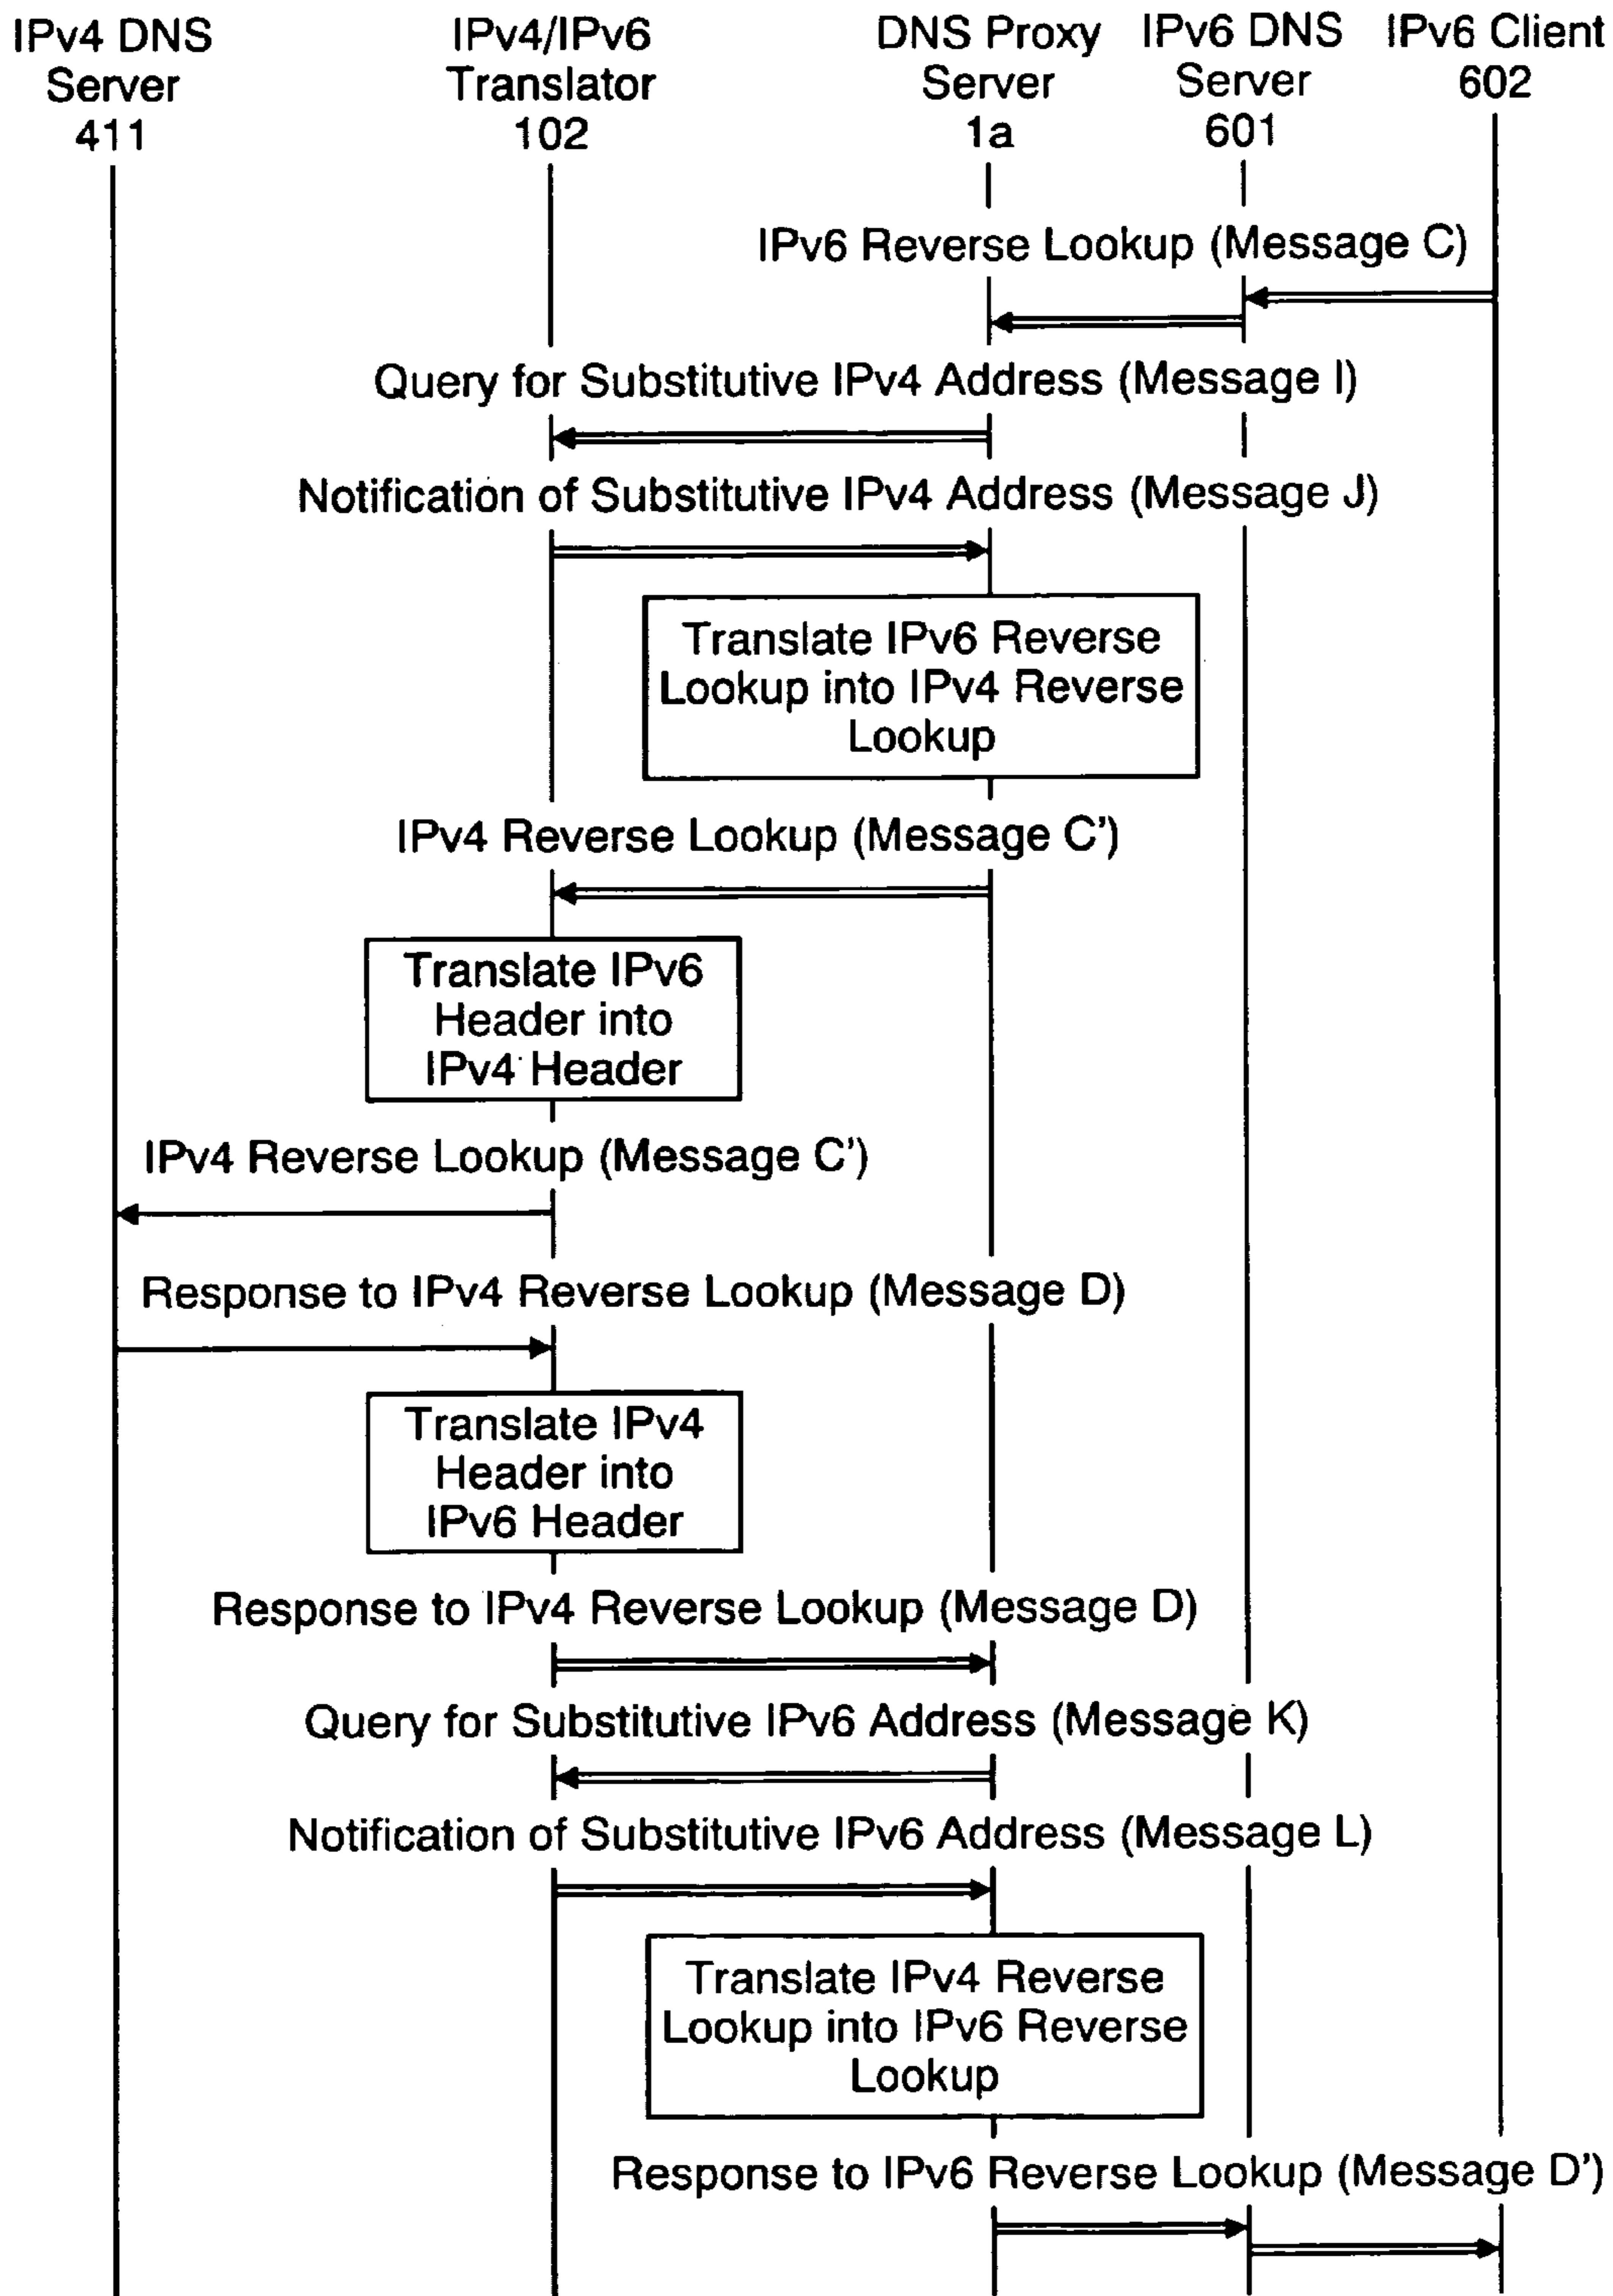 IPv4 DNS
Server
411
IPv4/IPv6
Translator
102
DNS Proxy
Server
1a
IPv6 DNS
Server
601
IPv6 Client
602
IPv6 Reverse Lookup (Message C)
Query for Substitutive IPv4 Address (Message I)
Notification of Substitutive IPv4 Address (Message J)
Translate IPv6 Reverse
Lookup into IPv4 Reverse
Lookup
IPv4 Reverse Lookup (Message C')
Translate IPv6
Header into
IPv4 Header
IPv4 Reverse Lookup (Message C')
Response to IPv4 Reverse Lookup (Message D)
Translate IPv4
Header into
IPv6 Header
Response to IPv4 Reverse Lookup (Message D)
Query for Substitutive IPv6 Address (Message K)
Notification of Substitutive IPv6 Address (Message L)
Translate IPv4 Reverse
Lookup into IPv6 Reverse
Lookup
Response to IPv6 Reverse Lookup (Message D')